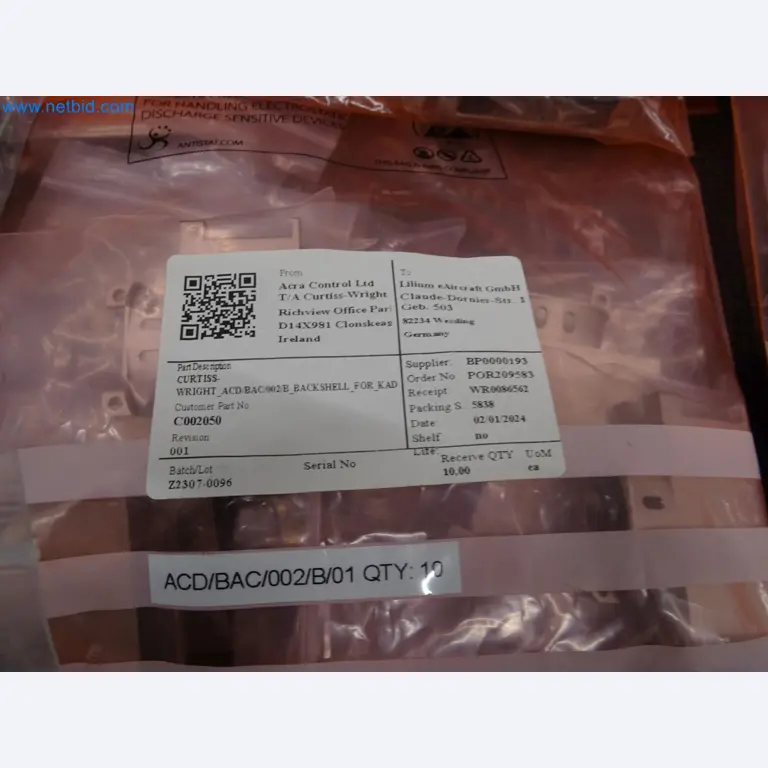 www.netbid.com
FOR HANDLING ELECTROSTATIC
DISCHARGE SENSITIVE DEVICES
ANTISTAT.COM
From
Acra Control Ltd
T/A Curtiss-Wright
Richview Office Par
D14X981 Clonskeag
Ireland
To
Lilium eAircraft GmbH
Claude-Dornier-Str. 1
Geb. 503
82234 Wessling
Germany
Part Description
CURTISS-
WRIGHT_ACD/BAC/002/B_BACKSHELL_FOR_KAD
Customer Part No
C002050
Revision
001
Supplier: BP0000193
Order No POR209583
Receipt WR0086562
Packing S. 5838
Date: 02/01/2024
Shelf no
Life:
Batch/Lot
Z2307-0096
Serial No
Receive QTY
10.00
UoM
ea
ACD/BAC/002/B/01 QTY: 10